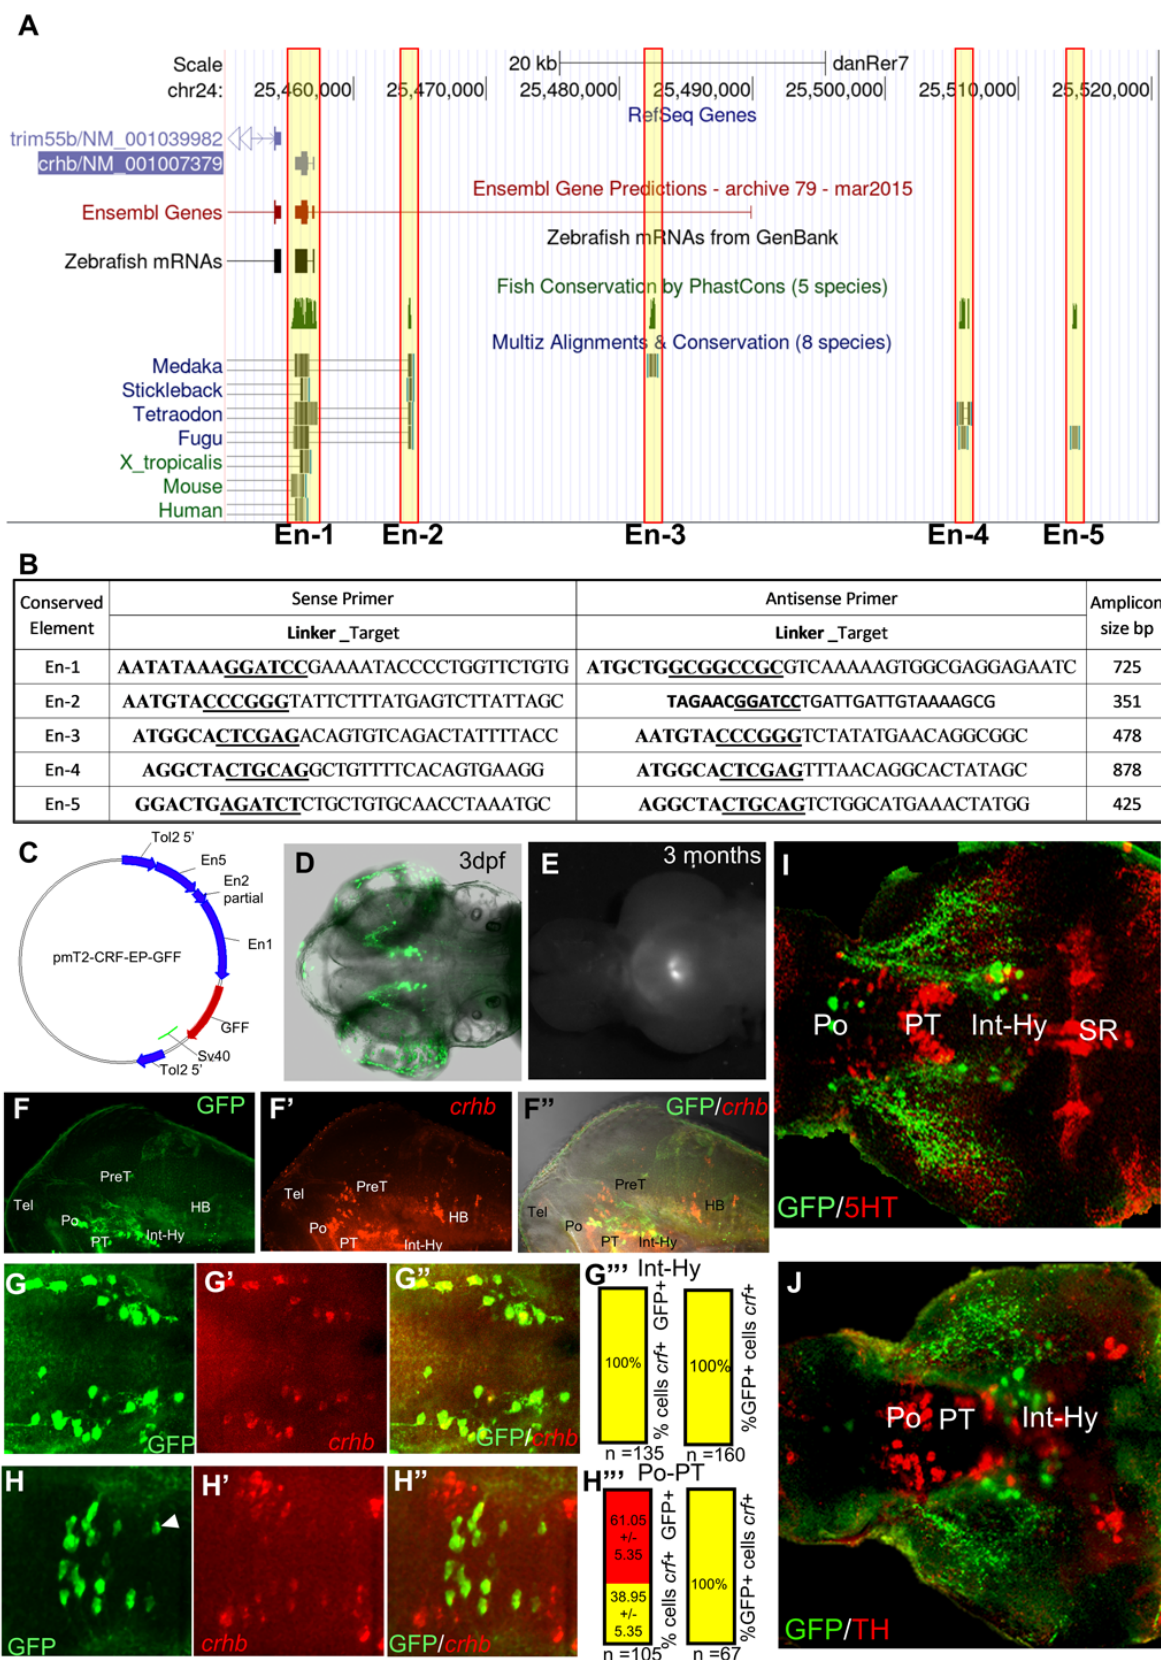 A
Scale 20 kb danRer7
chr24: 25,460,000 25,470,000 25,480,000 25,490,000 25,500,000 25,510,000 25,520,000
RefSeq Genes
trim55b/NM_001039982
crhb/NM_001007379
Ensembl Gene Predictions - archive 79 - mar2015
Ensembl Genes
Zebrafish mRNAs from GenBank
Zebrafish mRNAs
Fish Conservation by PhastCons (5 species)
Multiz Alignments & Conservation (8 species)
Medaka
Stickleback
Tetraodon
Fugu
X_tropicalis
Mouse
Human
En-1 En-2 En-3 En-4 En-5
B
Conserved Element Sense Primer Antisense Primer Amplicon size bp
Linker _Target Linker _Target
En-1 AATATAAAGGATCCGAAAATACCCCTGGTTCTGTG ATGCTGGCGGCCGCGTCAAAAAGTGGCGAGGAGAATC 725
En-2 AATGTACCCGGGTATTCTTTATGAGTCTTATTAGC TAGAACGGATCCTGATTGATTGTAAAAGCG 351
En-3 ATGGCACTCGAGACAGTGTCAGACTATTTTACC AATGTACCCGGGTCTATATGAACAGGCGGC 478
En-4 AGGCTACTGCAGGCTGTTTTCACAGTGAAGG ATGGCACTCGAGTTTAACAGGCACTATAGC 878
En-5 GGACTGAGATCTCTGCTGTGCAACCTAAATGC AGGCTACTGCAGTCTGGCATGAAACTATGG 425
C
Tol2 5'
En5
En2
partial
En1
pmT2-CRF-EP-GFF
GFF
Sv40
Tol2 5'
D 3dpf
E 3 months
I
Po PT Int-Hy SR
GFP/5HT
F GFP
PreT
Tel
HB
Po
Int-Hy
PT
F' crhb
PreT
Tel
Po
HB
PT
Int-Hy
F'' GFP/crhb
PreT
Tel
HB
Po
PT
Int-Hy
G
GFP
G'
crhb
G''
GFP/crhb
G''' Int-Hy
100%
% cells crf+ GFP+
100%
%GFP+ cells crf+
n =135 n =160
H
GFP
H'
crhb
H''
GFP/crhb
H''' Po-PT
61.05
+/-
5.35
38.95
+/-
5.35
% cells crf+ GFP+
100%
%GFP+ cells crf+
n =105 n =67
J
Po PT Int-Hy
GFP/TH